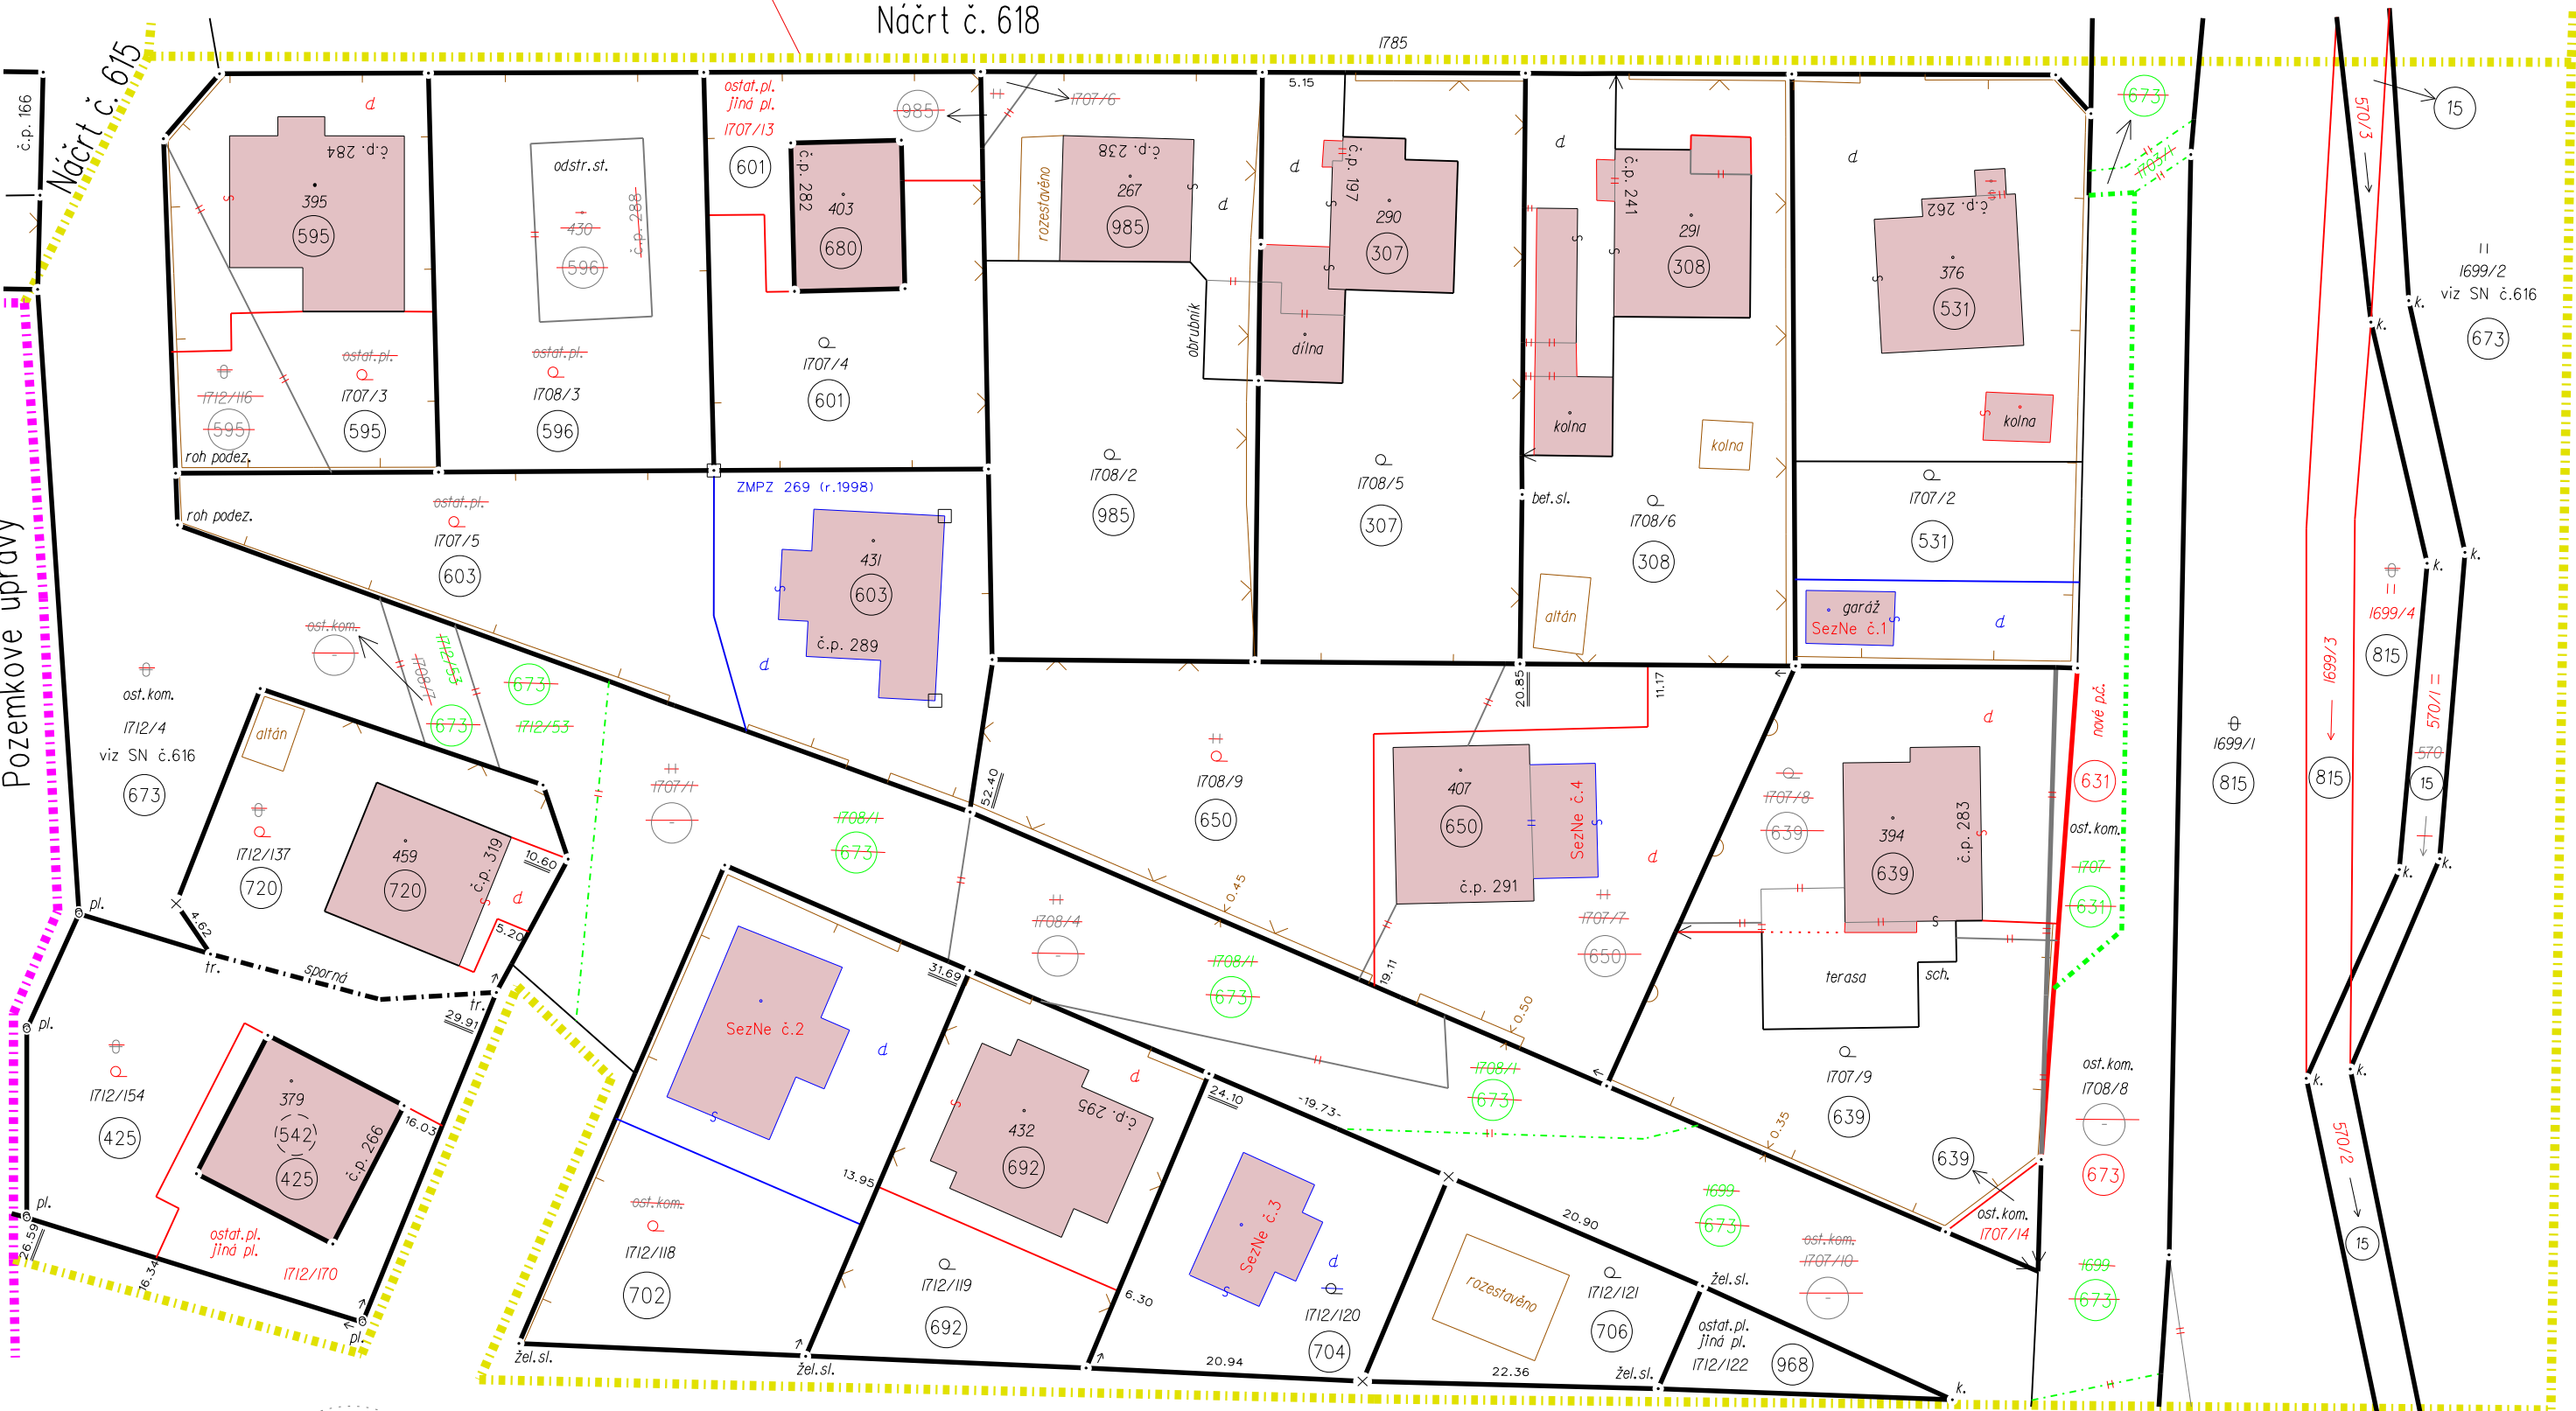 Náčrt č. 618
1785
Náčrt č. 615
č.p. 166
Pozemkové úpravy
d
č.p. 284
395
595
1712/116
595
ostat.pl.
1707/3
595
roh podez.
odstr.st.
430
č.p. 288
596
ostat.pl.
1708/3
596
ostat.pl.
jiná pl.
1707/13
601
č.p. 282
403
680
1707/4
601
985
1707/6
rozestavěno
č.p. 238
267
985
d
obrubník
1708/2
985
5.15
d
č.p. 197
290
307
dílna
1708/5
307
d
č.p. 241
291
308
kolna
kolna
bet.sl.
1708/6
308
altán
d
č.p. 262
376
531
kolna
1707/2
531
garáž
SezNe č.1
d
673
1703/1
570/3
15
1699/2
viz SN č.616
673
k.
k.
k.
k.
1699/4
815
1699/3
815
570/1
570
15
k.
k.
k.
k.
570/2
15
1699/1
815
roh podez.
ostat.pl.
1707/5
603
ZMPZ 269 (r.1998)
431
603
č.p. 289
d
ost.kom.
-
1708/7
1712/53
673
673
1712/53
ost.kom.
1712/4
viz SN č.616
673
altán
1712/137
720
459
720
č.p. 319
10.60
d
5.20
4.62
pl.
tr.
sporná
tr.
29.91
pl.
1712/154
425
379
542
425
č.p. 266
16.03
pl.
26.59
ostat.pl.
jiná pl.
1712/170
16.34
pl.
1707/1
-
1708/1
673
52.40
1708/9
650
20.85
11.17
407
650
č.p. 291
SezNe č.4
d
1707/7
650
19.11
0.45
0.50
0.35
1708/4
-
1708/1
673
1708/1
673
31.69
SezNe č.2
d
ost.kom.
1712/118
702
žel.sl.
13.95
432
692
č.p. 295
d
1712/119
692
žel.sl.
6.30
24.10
-19.73-
SezNe č.3
d
1712/120
704
20.94
rozestavěno
1712/121
706
20.90
22.36
žel.sl.
žel.sl.
ostat.pl.
jiná pl.
1712/122
968
k.
1699
673
ost.kom.
1707/10
-
d
1707/8
639
394
639
č.p. 283
terasa
sch.
1707/9
639
639
ost.kom.
1707/14
nové p.č.
631
ost.kom.
1707
631
ost.kom.
1708/8
-
673
1699
673